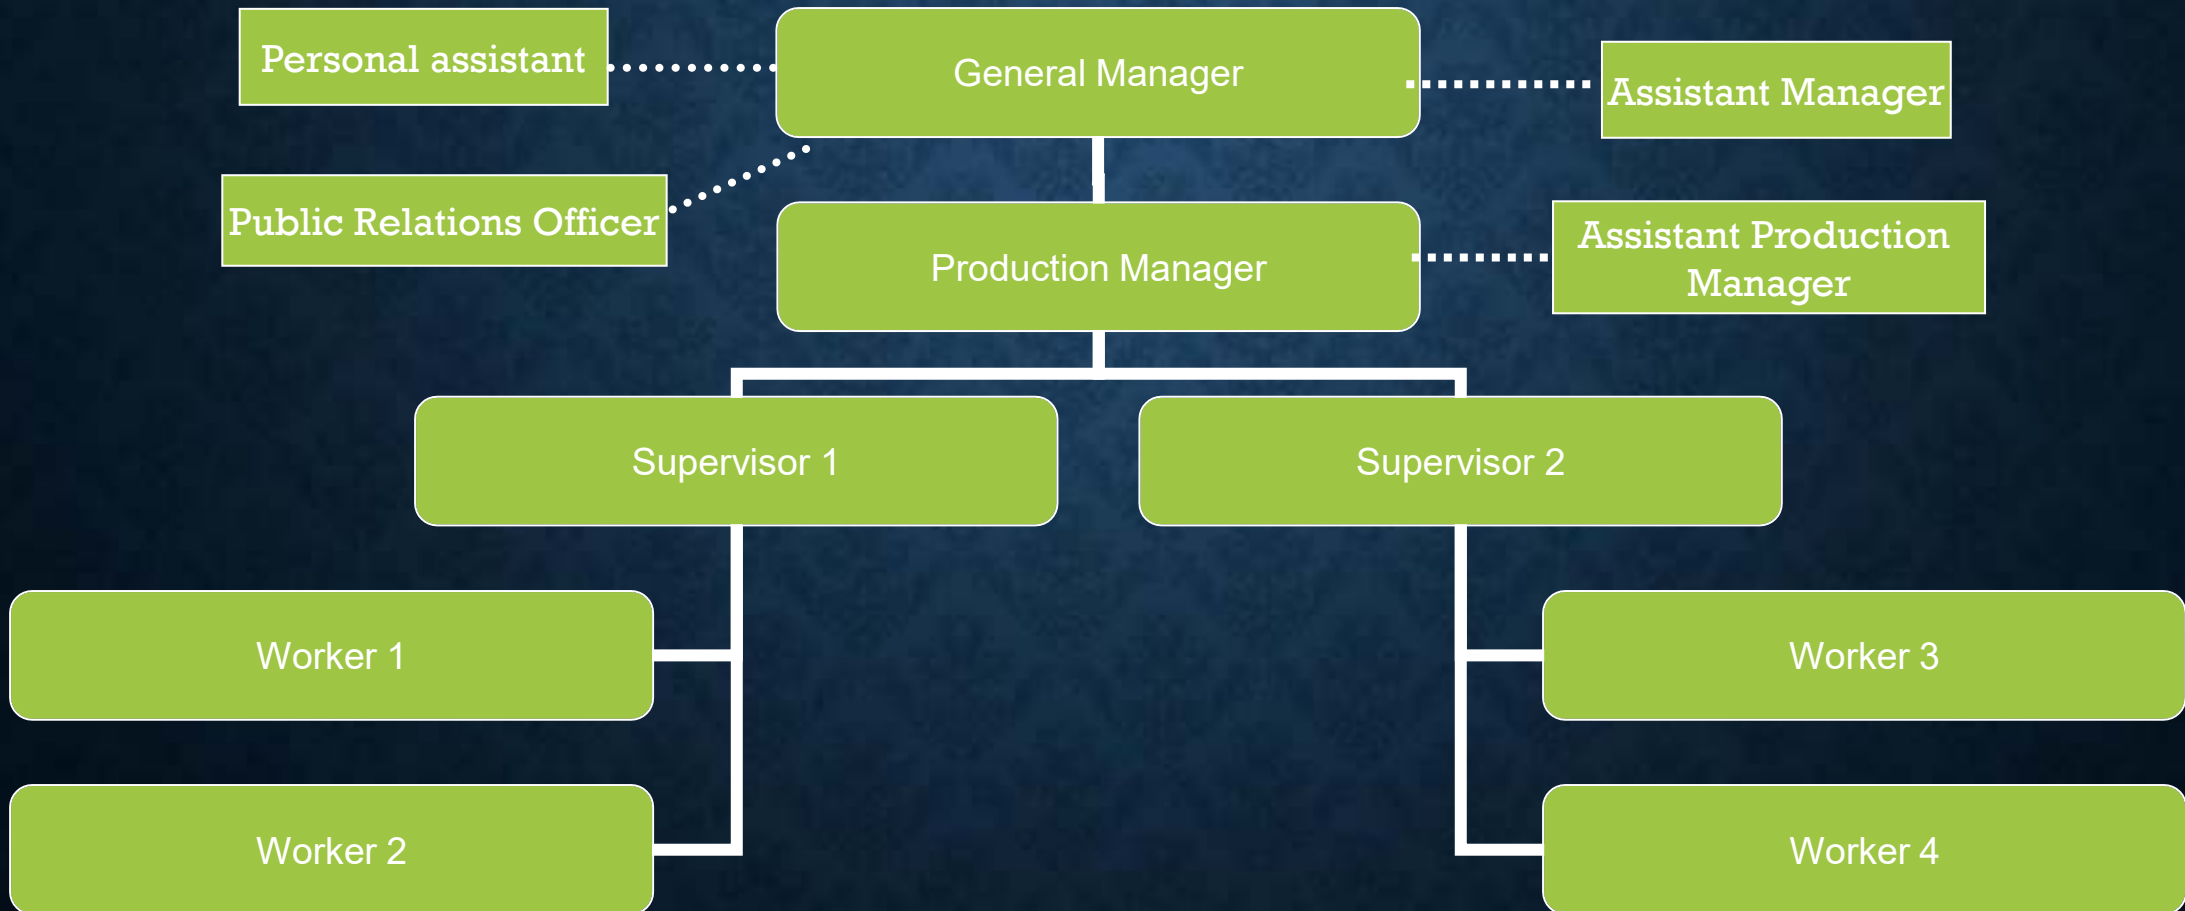 Personal assistant
General Manager
Assistant Manager
Public Relations Officer
Production Manager
Assistant Production
Manager
Supervisor 1
Supervisor 2
Worker 1
Worker 3
Worker 2
Worker 4